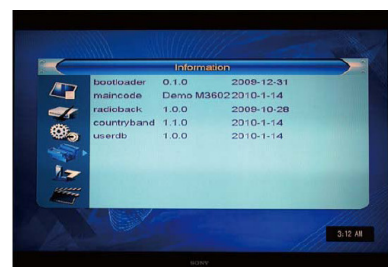 Information
bootloader 0.1.0 2009-12-31
maincode Demo M3602 2010-1-14
radioback 1.0.0 2009-10-28
countryband 1.1.0 2010-1-14
userdb 1.0.0 2010-1-14
3:12 AM
SONY